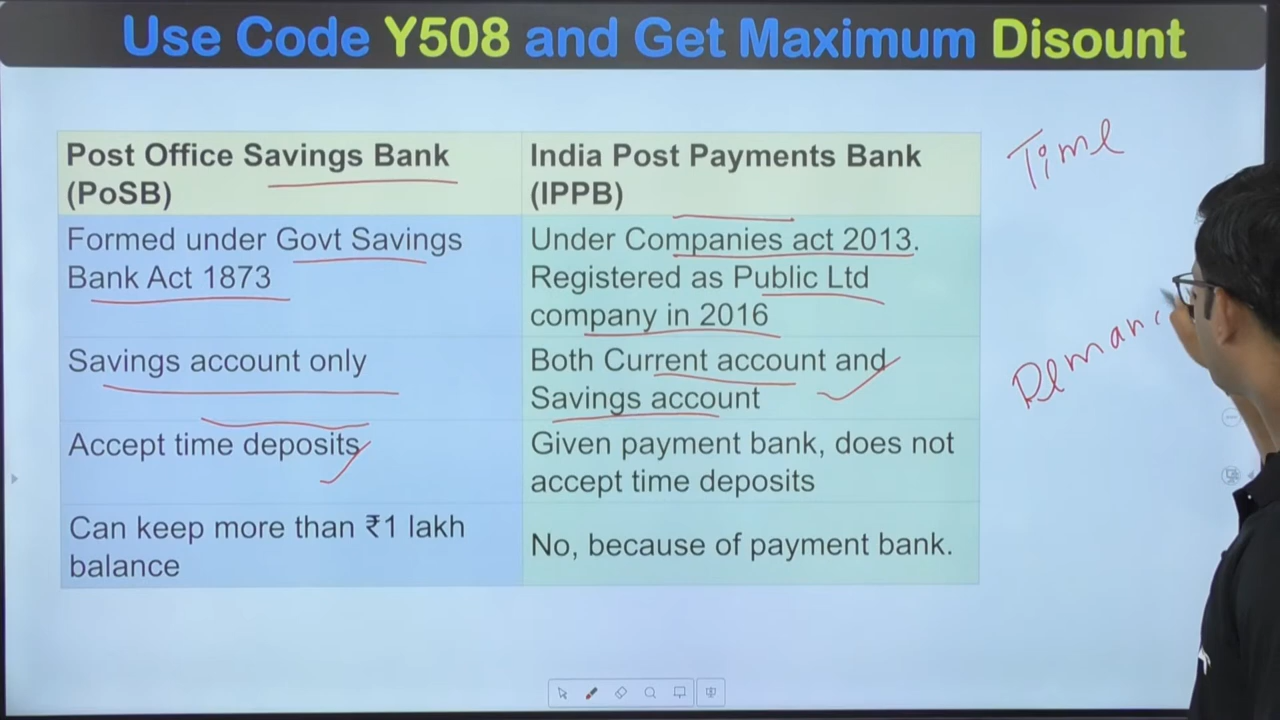 Use Code Y508 and Get Maximum Disount
Post Office Savings Bank
(PoSB)
India Post Payments Bank
(IPPB)
Formed under Govt Savings
Bank Act 1873
Under Companies act 2013.
Registered as Public Ltd
company in 2016
Savings account only
Both Current account and
Savings account
Accept time deposits
Given payment bank, does not
accept time deposits
Can keep more than ₹1 lakh
balance
No, because of payment bank.
Time
Deman